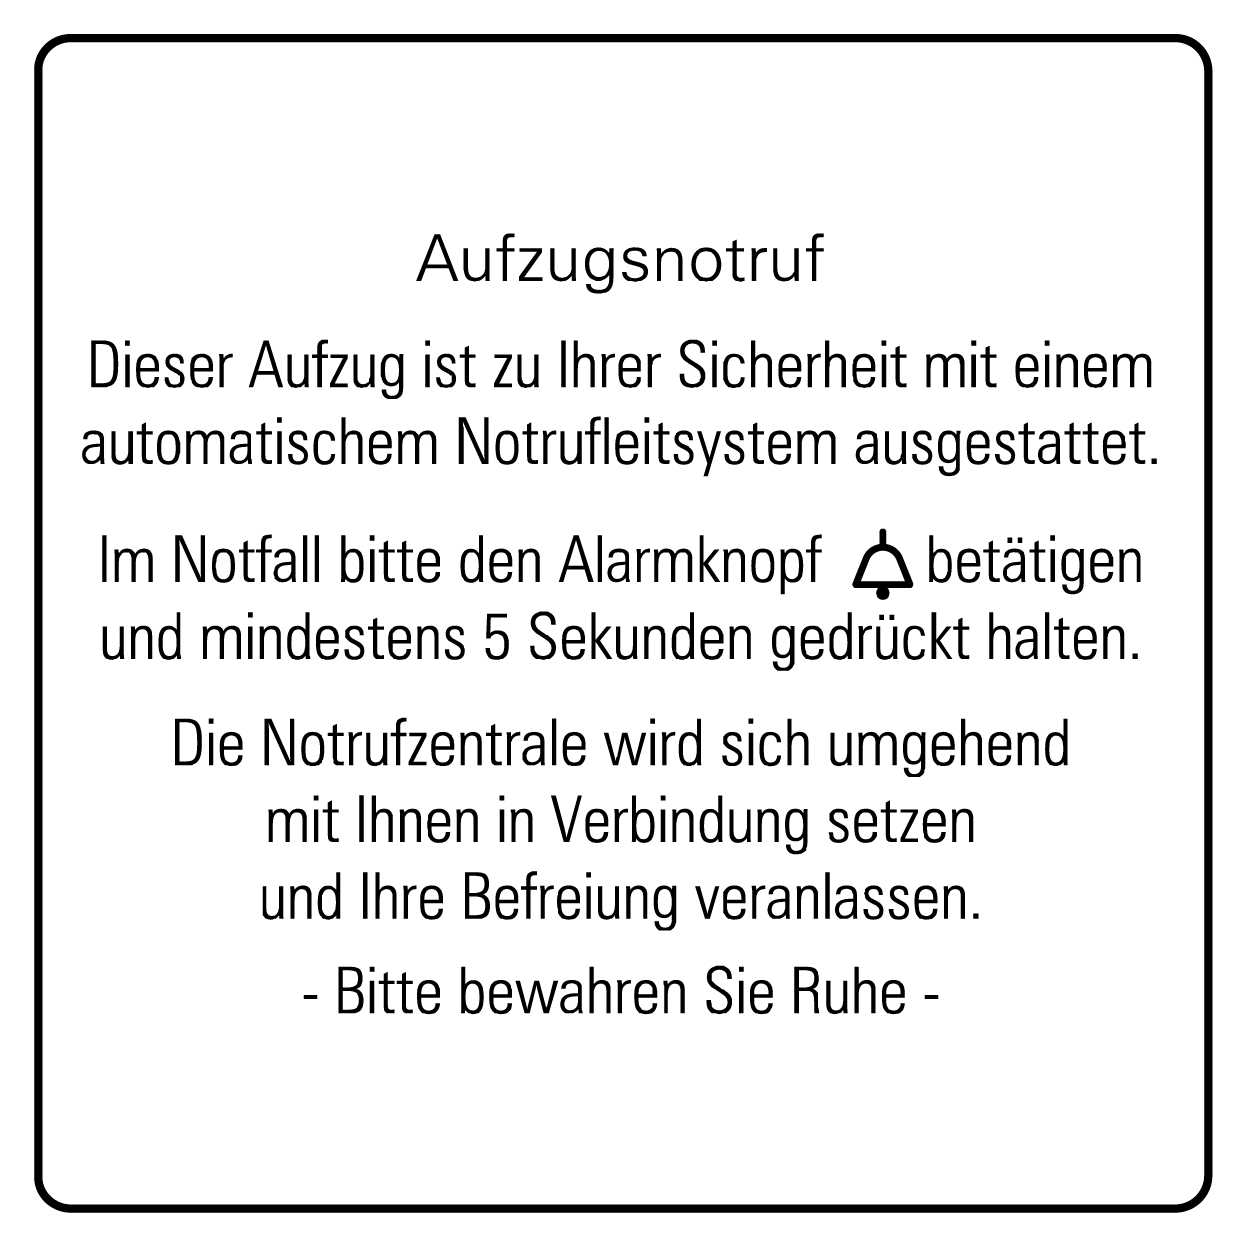 Aufzugsnotruf
Dieser Aufzug ist zu Ihrer Sicherheit mit einem
automatischem Notrufleitsystem ausgestattet.
Im Notfall bitte den Alarmknopf betätigen
und mindestens 5 Sekunden gedrückt halten.
Die Notrufzentrale wird sich umgehend
mit Ihnen in Verbindung setzen
und Ihre Befreiung veranlassen.
- Bitte bewahren Sie Ruhe -